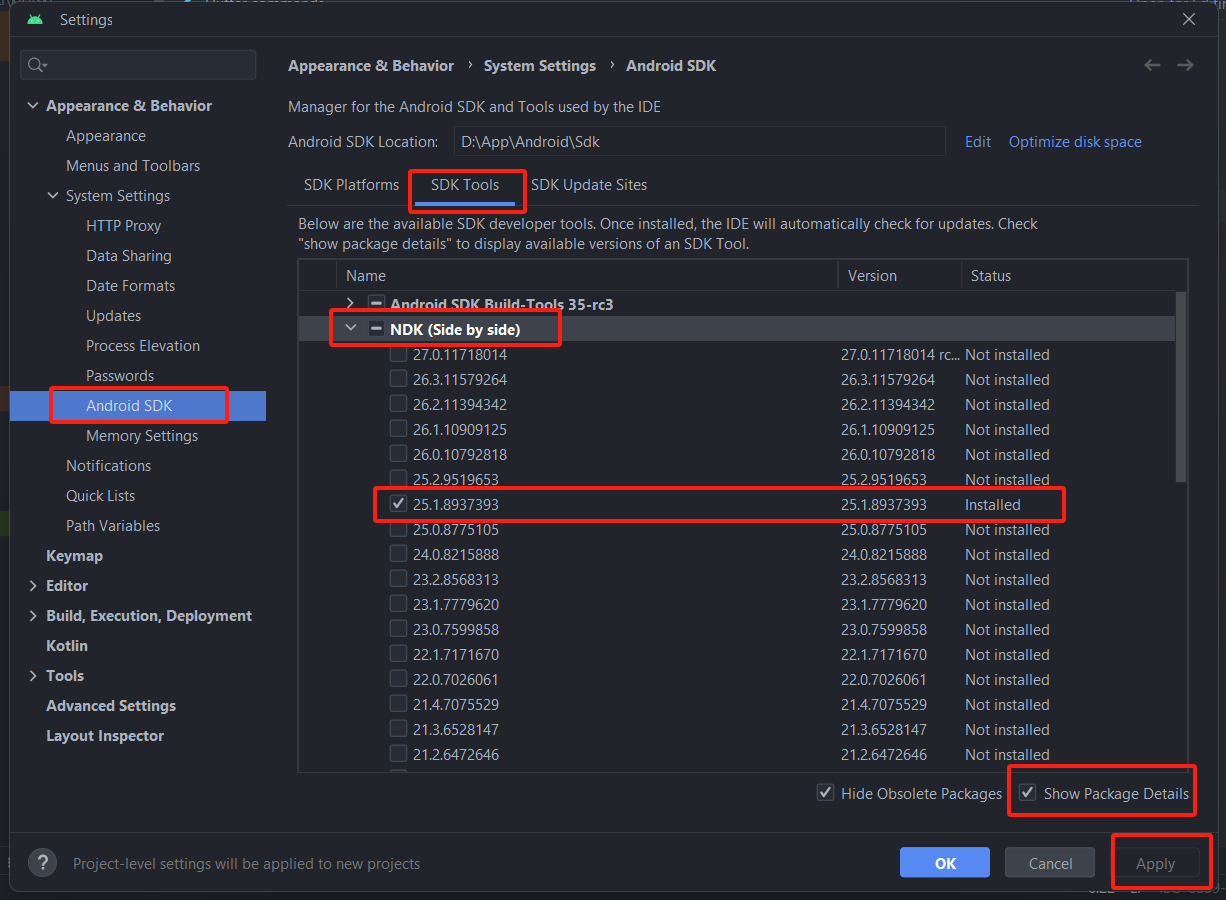 Settings
Appearance & Behavior › System Settings › Android SDK
Manager for the Android SDK and Tools used by the IDE
Android SDK Location: D:\App\Android\Sdk Edit Optimize disk space
SDK Platforms SDK Tools SDK Update Sites
Below are the available SDK developer tools. Once installed, the IDE will automatically check for updates. Check
"show package details" to display available versions of an SDK Tool.
Appearance & Behavior
Appearance
Menus and Toolbars
System Settings
HTTP Proxy
Data Sharing
Date Formats
Updates
Process Elevation
Passwords
Android SDK
Memory Settings
Notifications
Quick Lists
Path Variables
Keymap
Editor
Build, Execution, Deployment
Kotlin
Tools
Advanced Settings
Layout Inspector
Name Version Status
Android SDK Build-Tools 35-rc3
NDK (Side by side)
27.0.11718014 27.0.11718014 rc... Not installed
26.3.11579264 26.3.11579264 Not installed
26.2.11394342 26.2.11394342 Not installed
26.1.10909125 26.1.10909125 Not installed
26.0.10792818 26.0.10792818 Not installed
25.2.9519653 25.2.9519653 Not installed
25.1.8937393 25.1.8937393 Installed
25.0.8775105 25.0.8775105 Not installed
24.0.8215888 24.0.8215888 Not installed
23.2.8568313 23.2.8568313 Not installed
23.1.7779620 23.1.7779620 Not installed
23.0.7599858 23.0.7599858 Not installed
22.1.7171670 22.1.7171670 Not installed
22.0.7026061 22.0.7026061 Not installed
21.4.7075529 21.4.7075529 Not installed
21.3.6528147 21.3.6528147 Not installed
21.2.6472646 21.2.6472646 Not installed
Hide Obsolete Packages Show Package Details
? Project-level settings will be applied to new projects
OK Cancel Apply